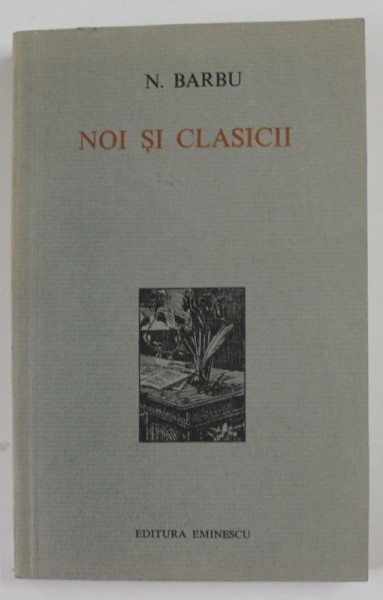 N. BARBU
NOI ŞI CLASICII
EDITURA EMINESCU